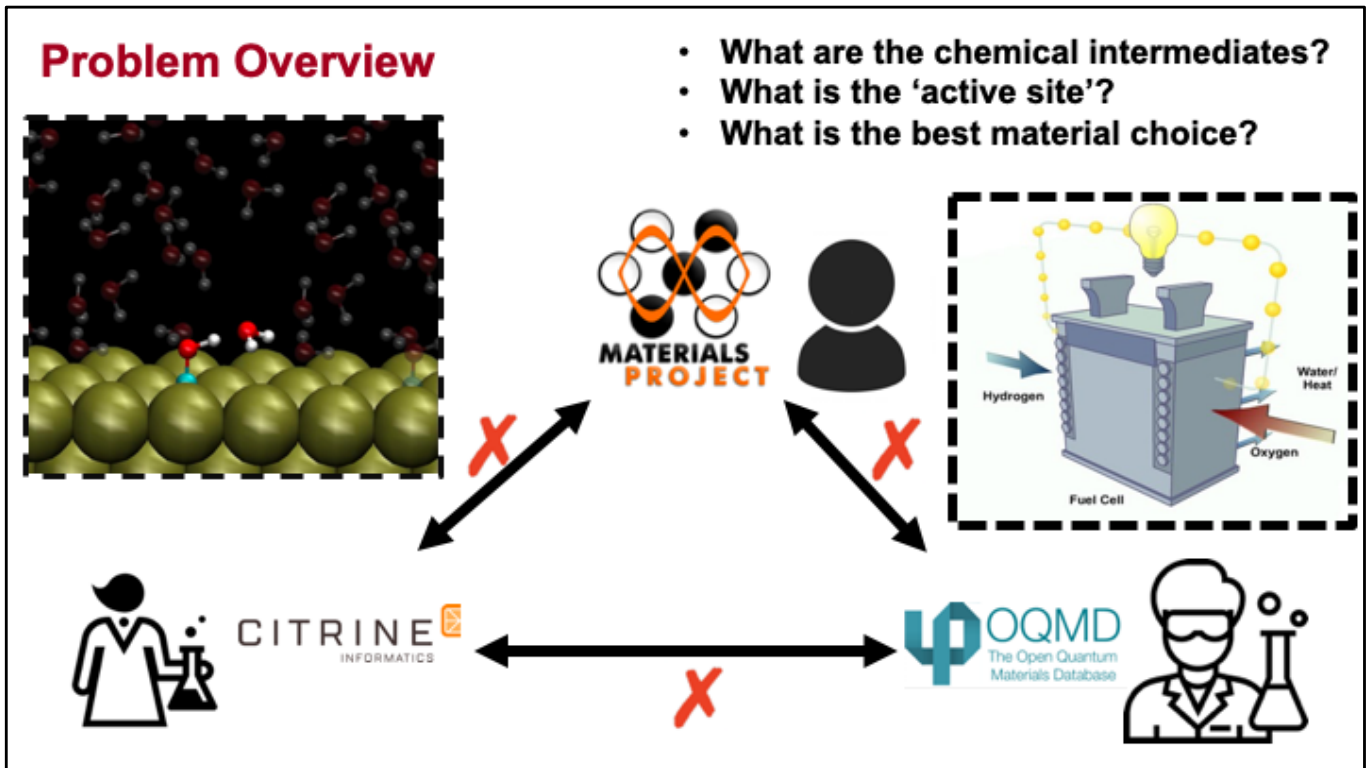 Problem Overview
• What are the chemical intermediates?
• What is the ‘active site’?
• What is the best material choice?
MATERIALS
PROJECT
Hydrogen
Water/
Heat
Oxygen
Fuel Cell
CITRINE
INFORMATICS
OQMD
The Open Quantum
Materials Database